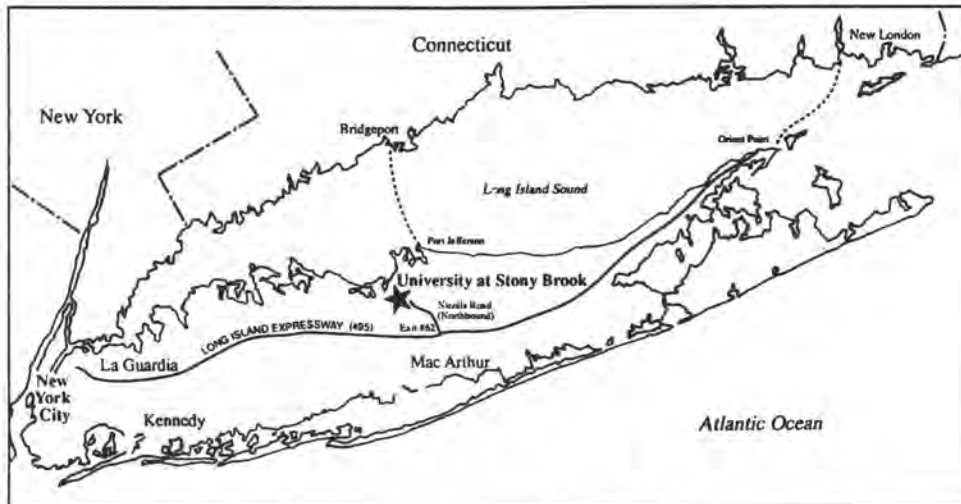 Connecticut
New London
New York
Bridgeport
Orient Point
Long Island Sound
Port Jefferson
University at Stony Brook
Nicolls Road
(Northbound)
LONG ISLAND EXPRESSWAY (495)
Exit #62
La Guardia
Mac Arthur
New
York
City
Kennedy
Atlantic Ocean